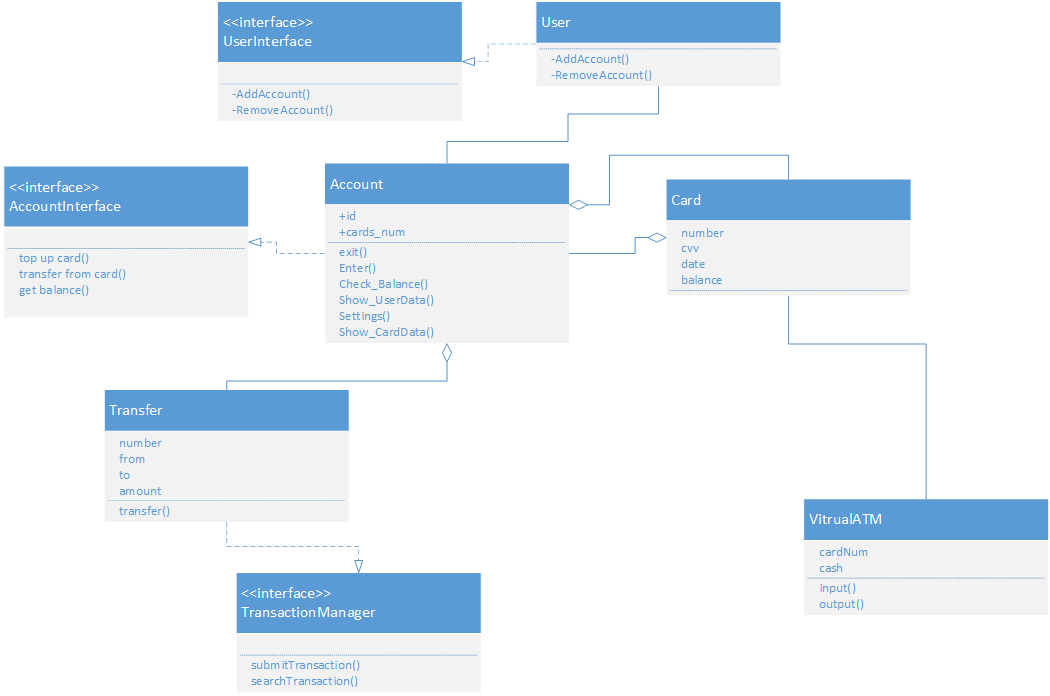 <<interface>>
UserInterface
-AddAccount()
-RemoveAccount()
User
-AddAccount()
-RemoveAccount()
<<interface>>
AccountInterface
top up card()
transfer from card()
get balance()
Account
+id
+cards_num
exit()
Enter()
Check_Balance()
Show_UserData()
Settings()
Show_CardData()
Card
number
cvv
date
balance
Transfer
number
from
to
amount
transfer()
VitrualATM
cardNum
cash
input()
output()
<<interface>>
TransactionManager
submitTransaction()
searchTransaction()